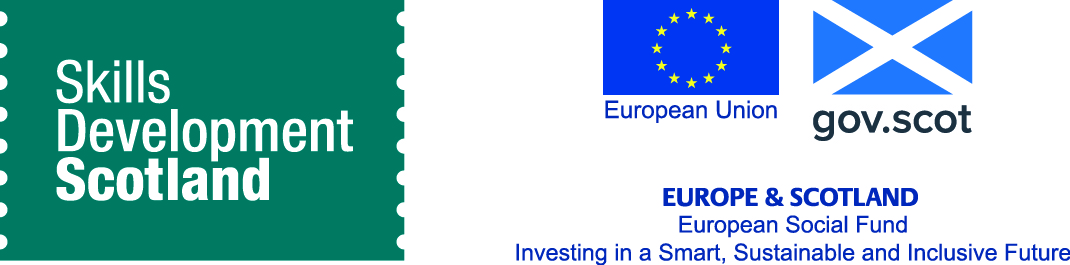 Skills
Development
Scotland
European Union
gov.scot
EUROPE & SCOTLAND
European Social Fund
Investing in a Smart, Sustainable and Inclusive Future